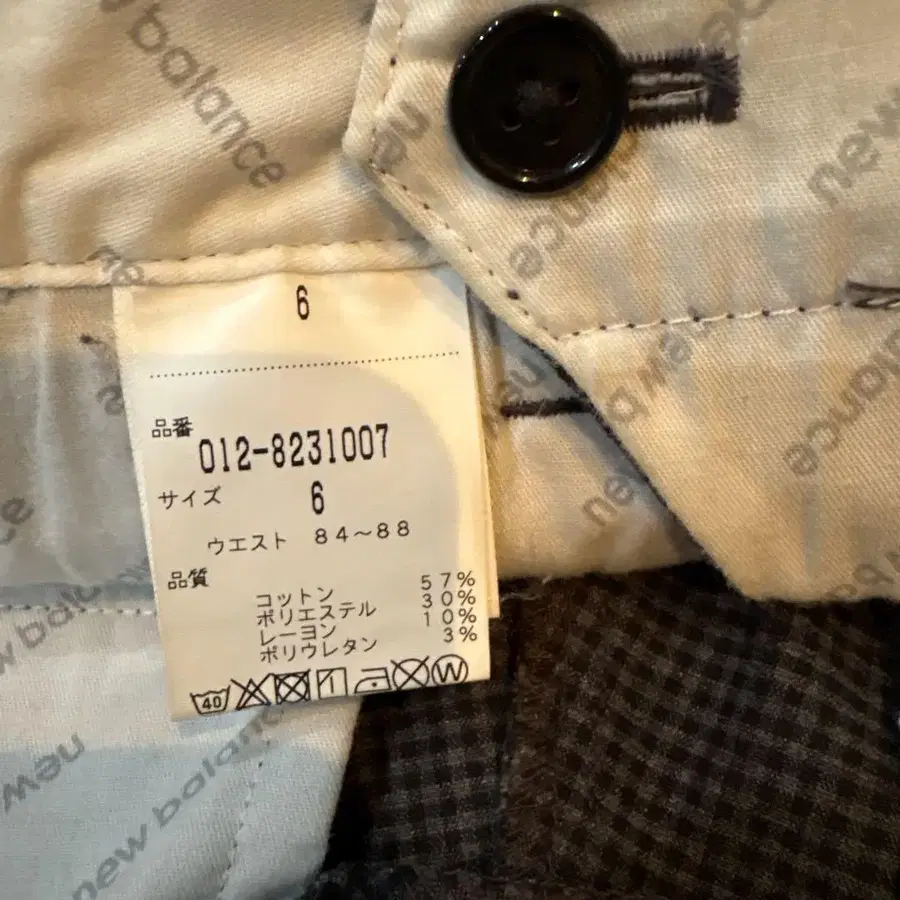 new balance
new balance
new
6
品番
012-8231007
サイズ
6
ウエスト 84~88
品質
コットン 57%
ポリエステル 30%
レーヨン 10%
ポリウレタン 3%
40
W
new balance
new balance
new
new balance